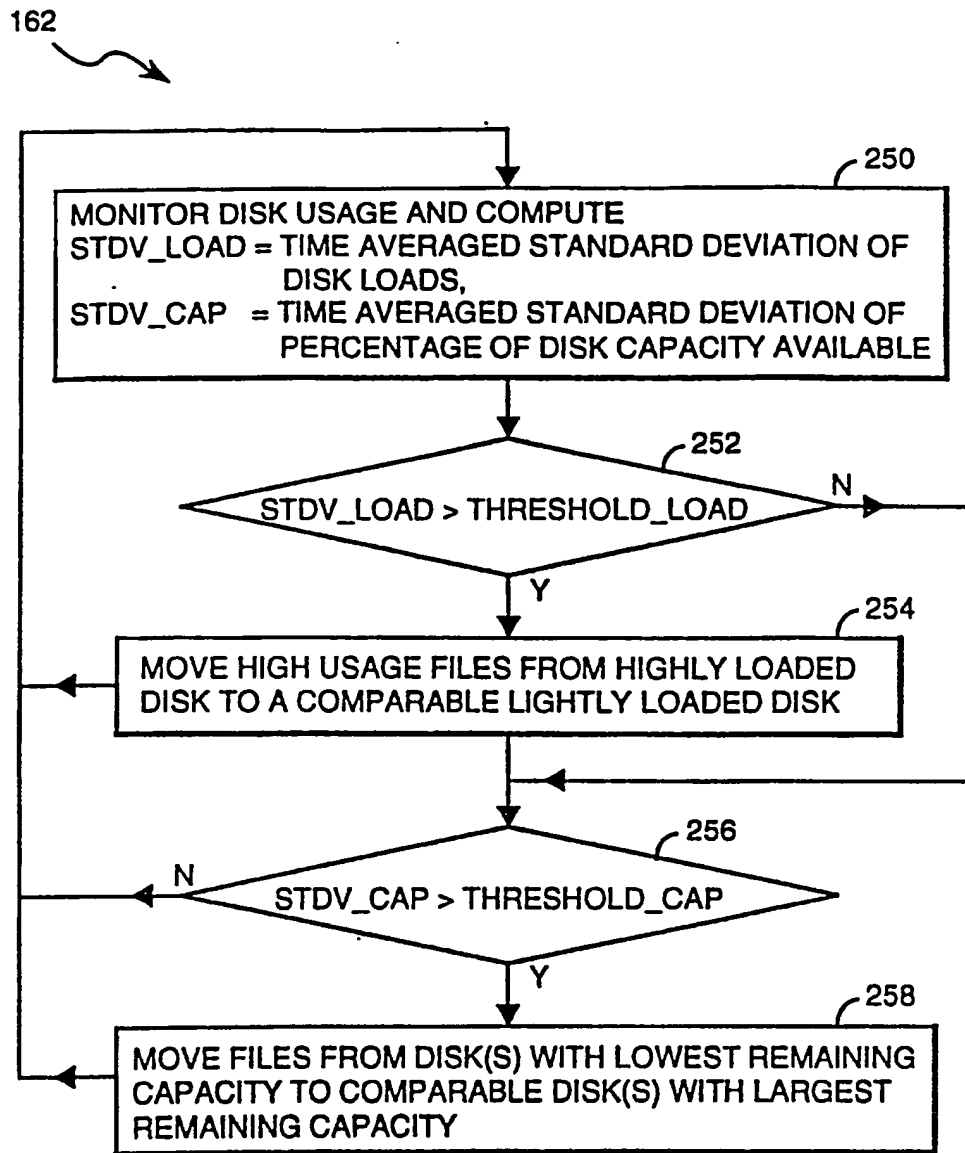 162
250
MONITOR DISK USAGE AND COMPUTE
STDV_LOAD = TIME AVERAGED STANDARD DEVIATION OF
DISK LOADS,
STDV_CAP = TIME AVERAGED STANDARD DEVIATION OF
PERCENTAGE OF DISK CAPACITY AVAILABLE
252
STDV_LOAD > THRESHOLD_LOAD
N
Y
254
MOVE HIGH USAGE FILES FROM HIGHLY LOADED
DISK TO A COMPARABLE LIGHTLY LOADED DISK
256
N
STDV_CAP > THRESHOLD_CAP
Y
258
MOVE FILES FROM DISK(S) WITH LOWEST REMAINING
CAPACITY TO COMPARABLE DISK(S) WITH LARGEST
REMAINING CAPACITY